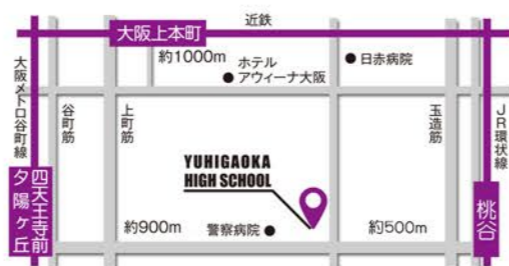 近鉄
大阪上本町
約1000m
ホテル
アウィーナ大阪
日赤病院
大阪メトロ谷町線
谷町筋
上町筋
玉造筋
JR環状線
YUHIGAOKA
HIGH SCHOOL
四天王寺前
夕陽ヶ丘
約900m
警察病院
約500m
桃谷